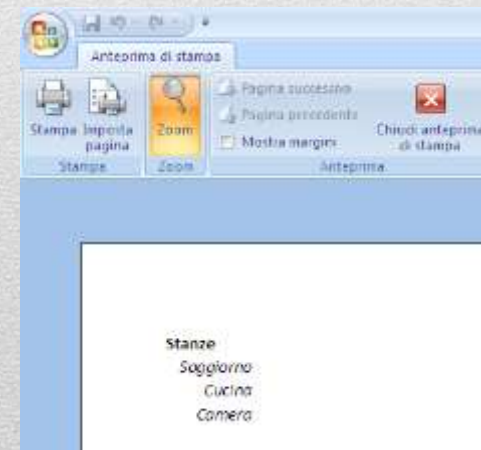 Anteprima di stampa
Stampa
Imposta pagina
Zoom
Pagina successiva
Pagina precedente
Mostra margini
Chiudi anteprima di stampa
Stampa
Zoom
Anteprima
Stanze
Soggiorno
Cucina
Camera